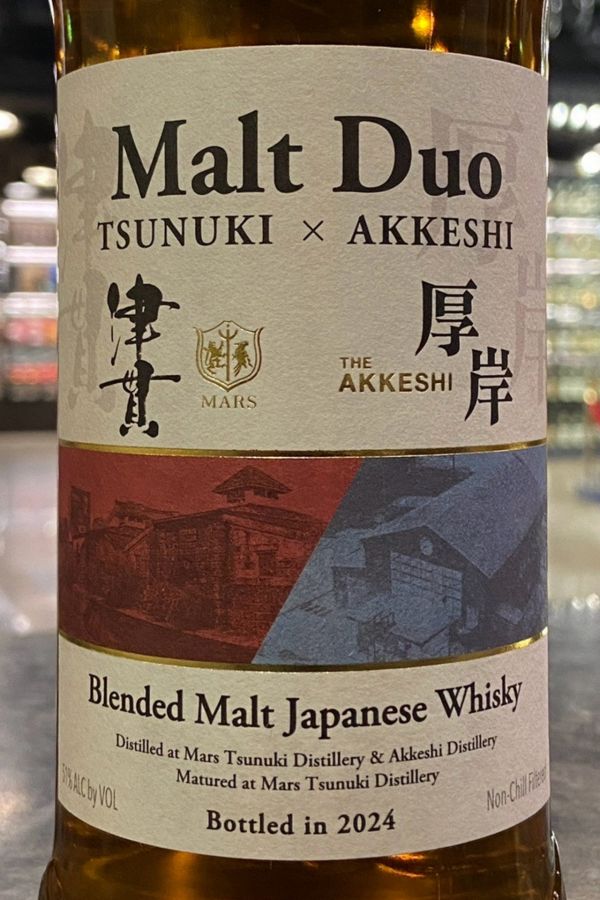 Malt Duo
TSUNUKI × AKKESHI
津貫
MARS
THE
AKKESHI
厚岸
Blended Malt Japanese Whisky
Distilled at Mars Tsunuki Distillery & Akkeshi Distillery
Matured at Mars Tsunuki Distillery
51% ALC by VOL
Non-Chill Filtered
Bottled in 2024